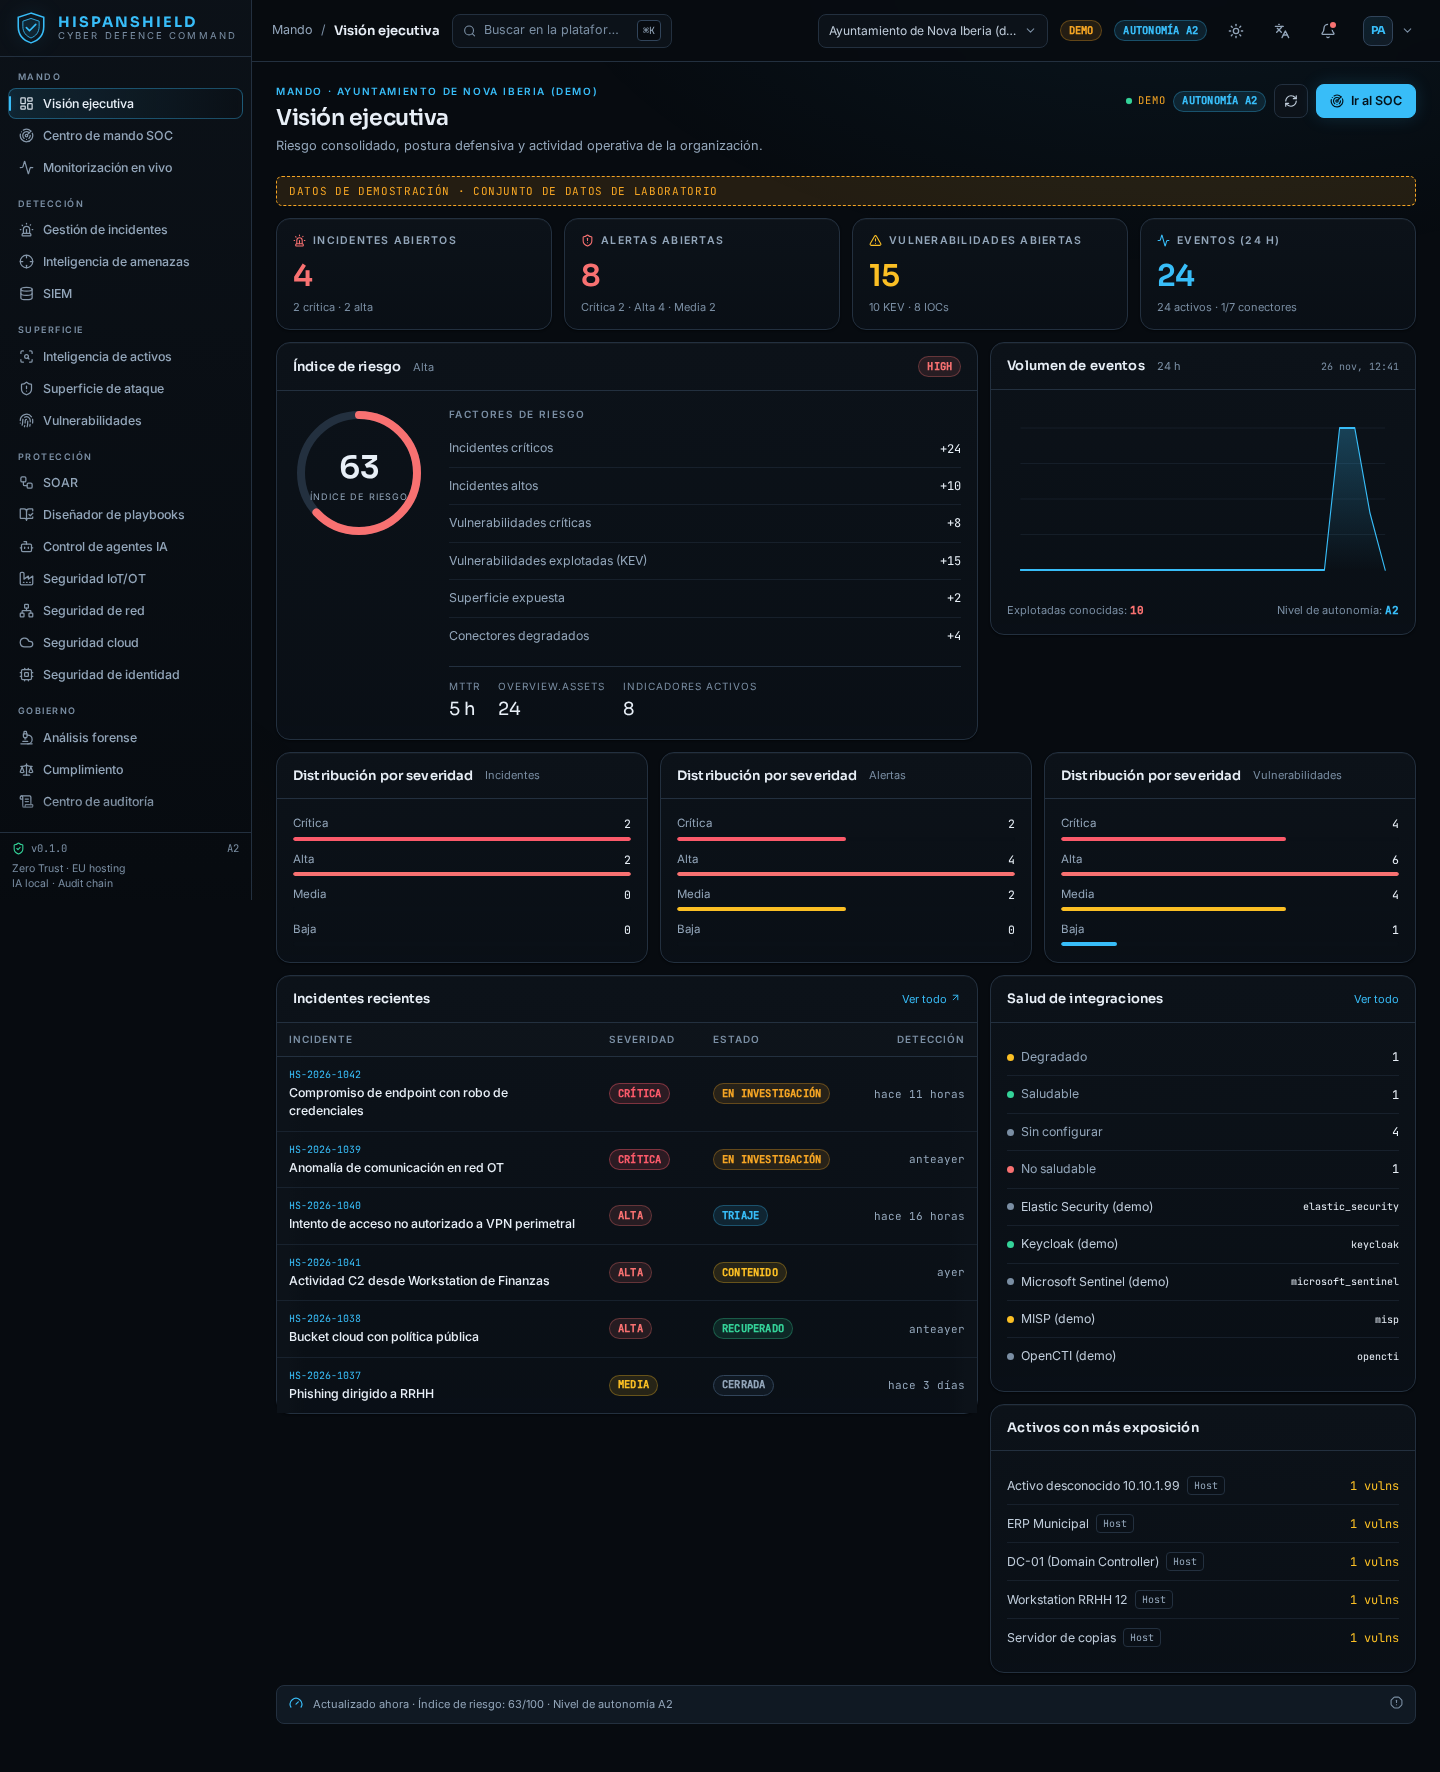 HISPANSHIELD
CYBER DEFENCE COMMAND
MANDO
Visión ejecutiva
Centro de mando SOC
Monitorización en vivo
DETECCIÓN
Gestión de incidentes
Inteligencia de amenazas
SIEM
SUPERFICIE
Inteligencia de activos
Superficie de ataque
Vulnerabilidades
PROTECCIÓN
SOAR
Diseñador de playbooks
Control de agentes IA
Seguridad IoT/OT
Seguridad de red
Seguridad cloud
Seguridad de identidad
GOBIERNO
Análisis forense
Cumplimiento
Centro de auditoría
v0.1.0 A2
Zero Trust · EU hosting
IA local · Audit chain
Mando / Visión ejecutiva
Buscar en la platafor... ⌘K
Ayuntamiento de Nova Iberia (d...
DEMO
AUTONOMÍA A2
PA
MANDO · AYUNTAMIENTO DE NOVA IBERIA (DEMO)
Visión ejecutiva
Riesgo consolidado, postura defensiva y actividad operativa de la organización.
DEMO
AUTONOMÍA A2
Ir al SOC
DATOS DE DEMOSTRACIÓN · CONJUNTO DE DATOS DE LABORATORIO
INCIDENTES ABIERTOS
4
2 crítica · 2 alta
ALERTAS ABIERTAS
8
Crítica 2 · Alta 4 · Media 2
VULNERABILIDADES ABIERTAS
15
10 KEV · 8 IOCs
EVENTOS (24 H)
24
24 activos · 1/7 conectores
Índice de riesgo Alta HIGH
63
ÍNDICE DE RIESGO
FACTORES DE RIESGO
Incidentes críticos +24
Incidentes altos +10
Vulnerabilidades críticas +8
Vulnerabilidades explotadas (KEV) +15
Superficie expuesta +2
Conectores degradados +4
MTTR OVERVIEW.ASSETS INDICADORES ACTIVOS
5 h 24 8
Volumen de eventos 24 h 26 nov, 12:41
Explotadas conocidas: 10 Nivel de autonomía: A2
Distribución por severidad Incidentes
Crítica 2
Alta 2
Media 0
Baja 0
Distribución por severidad Alertas
Crítica 2
Alta 4
Media 2
Baja 0
Distribución por severidad Vulnerabilidades
Crítica 4
Alta 6
Media 4
Baja 1
Incidentes recientes Ver todo
INCIDENTE SEVERIDAD ESTADO DETECCIÓN
HS-2026-1042
Compromiso de endpoint con robo de
credenciales
CRÍTICA EN INVESTIGACIÓN hace 11 horas
HS-2026-1039
Anomalía de comunicación en red OT
CRÍTICA EN INVESTIGACIÓN anteayer
HS-2026-1040
Intento de acceso no autorizado a VPN perimetral
ALTA TRIAJE hace 16 horas
HS-2026-1041
Actividad C2 desde Workstation de Finanzas
ALTA CONTENIDO ayer
HS-2026-1038
Bucket cloud con política pública
ALTA RECUPERADO anteayer
HS-2026-1037
Phishing dirigido a RRHH
MEDIA CERRADA hace 3 días
Salud de integraciones Ver todo
Degradado 1
Saludable 1
Sin configurar 4
No saludable 1
Elastic Security (demo) elastic_security
Keycloak (demo) keycloak
Microsoft Sentinel (demo) microsoft_sentinel
MISP (demo) misp
OpenCTI (demo) opencti
Activos con más exposición
Activo desconocido 10.10.1.99 Host 1 vulns
ERP Municipal Host 1 vulns
DC-01 (Domain Controller) Host 1 vulns
Workstation RRHH 12 Host 1 vulns
Servidor de copias Host 1 vulns
Actualizado ahora · Índice de riesgo: 63/100 · Nivel de autonomía A2